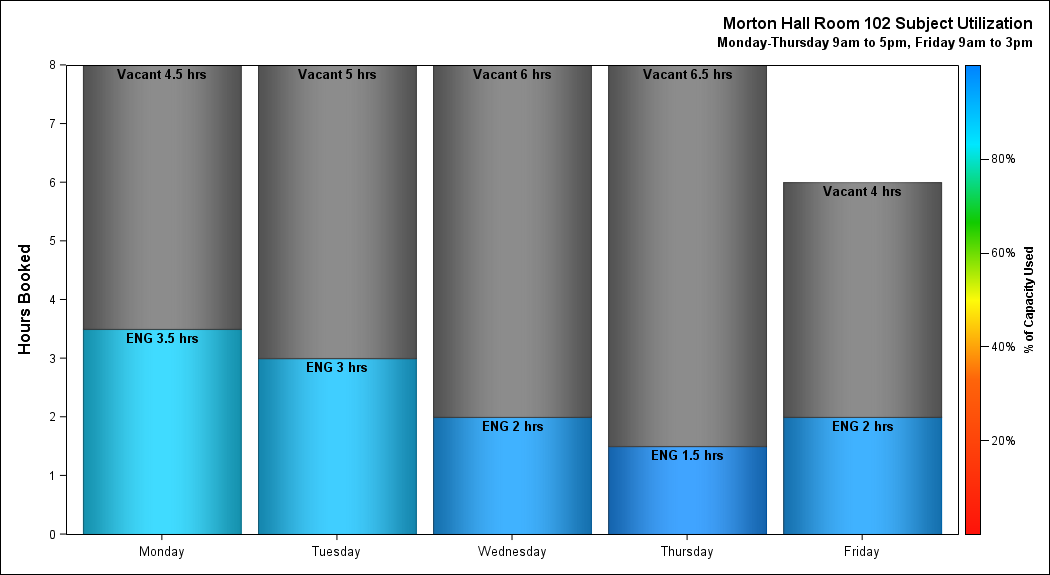 Morton Hall Room 102 Subject Utilization
Monday-Thursday 9am to 5pm, Friday 9am to 3pm
Hours Booked
8
7
6
5
4
3
2
1
0
Vacant 4.5 hrs
Vacant 5 hrs
Vacant 6 hrs
Vacant 6.5 hrs
Vacant 4 hrs
ENG 3.5 hrs
ENG 3 hrs
ENG 2 hrs
ENG 1.5 hrs
ENG 2 hrs
Monday
Tuesday
Wednesday
Thursday
Friday
80%
60%
40%
20%
% of Capacity Used